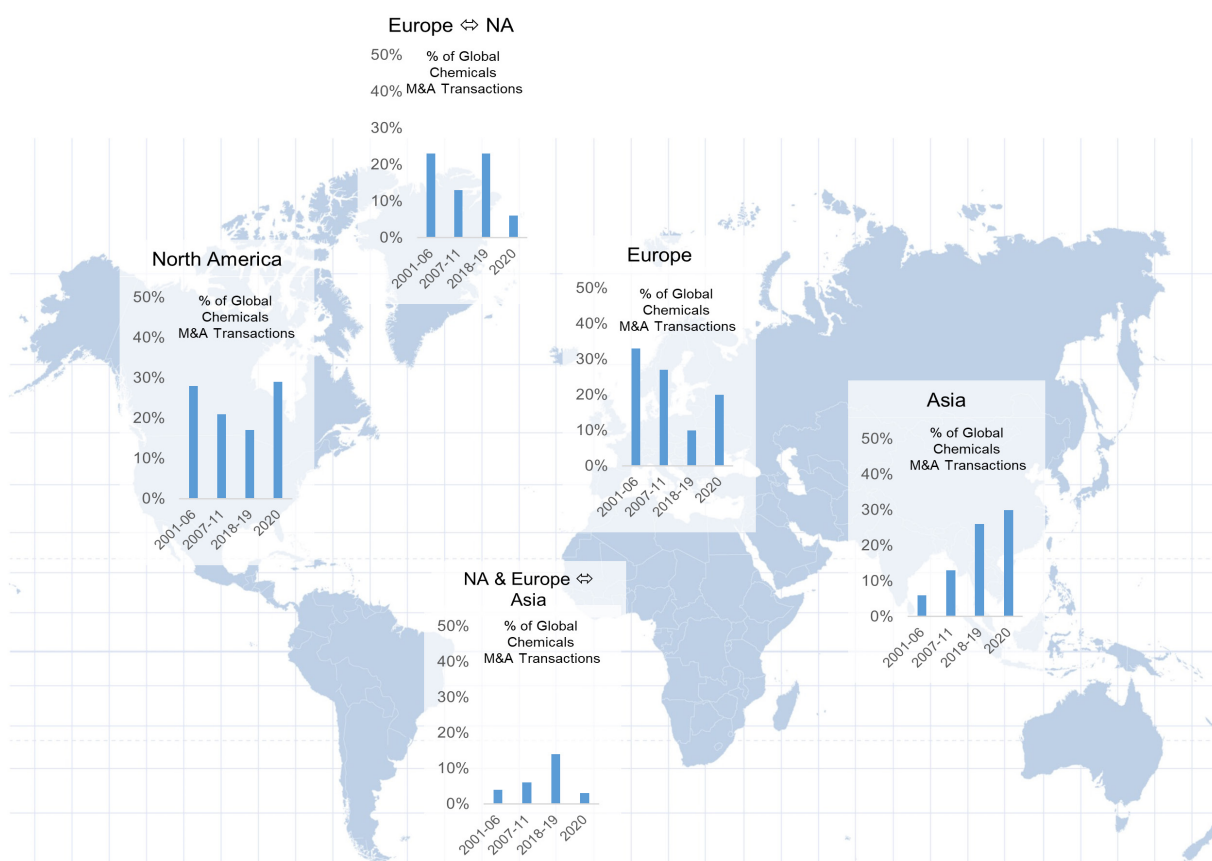 Europe ⇔ NA
% of Global
Chemicals
M&A Transactions
50%
40%
30%
20%
10%
0%
2001-06
2007-11
2018-19
2020
North America
% of Global
Chemicals
M&A Transactions
50%
40%
30%
20%
10%
0%
2001-06
2007-11
2018-19
2020
Europe
% of Global
Chemicals
M&A Transactions
50%
40%
30%
20%
10%
0%
2001-06
2007-11
2018-19
2020
Asia
% of Global
Chemicals
M&A Transactions
50%
40%
30%
20%
10%
0%
2001-06
2007-11
2018-19
2020
NA & Europe ⇔
Asia
% of Global
Chemicals
M&A Transactions
50%
40%
30%
20%
10%
0%
2001-06
2007-11
2018-19
2020